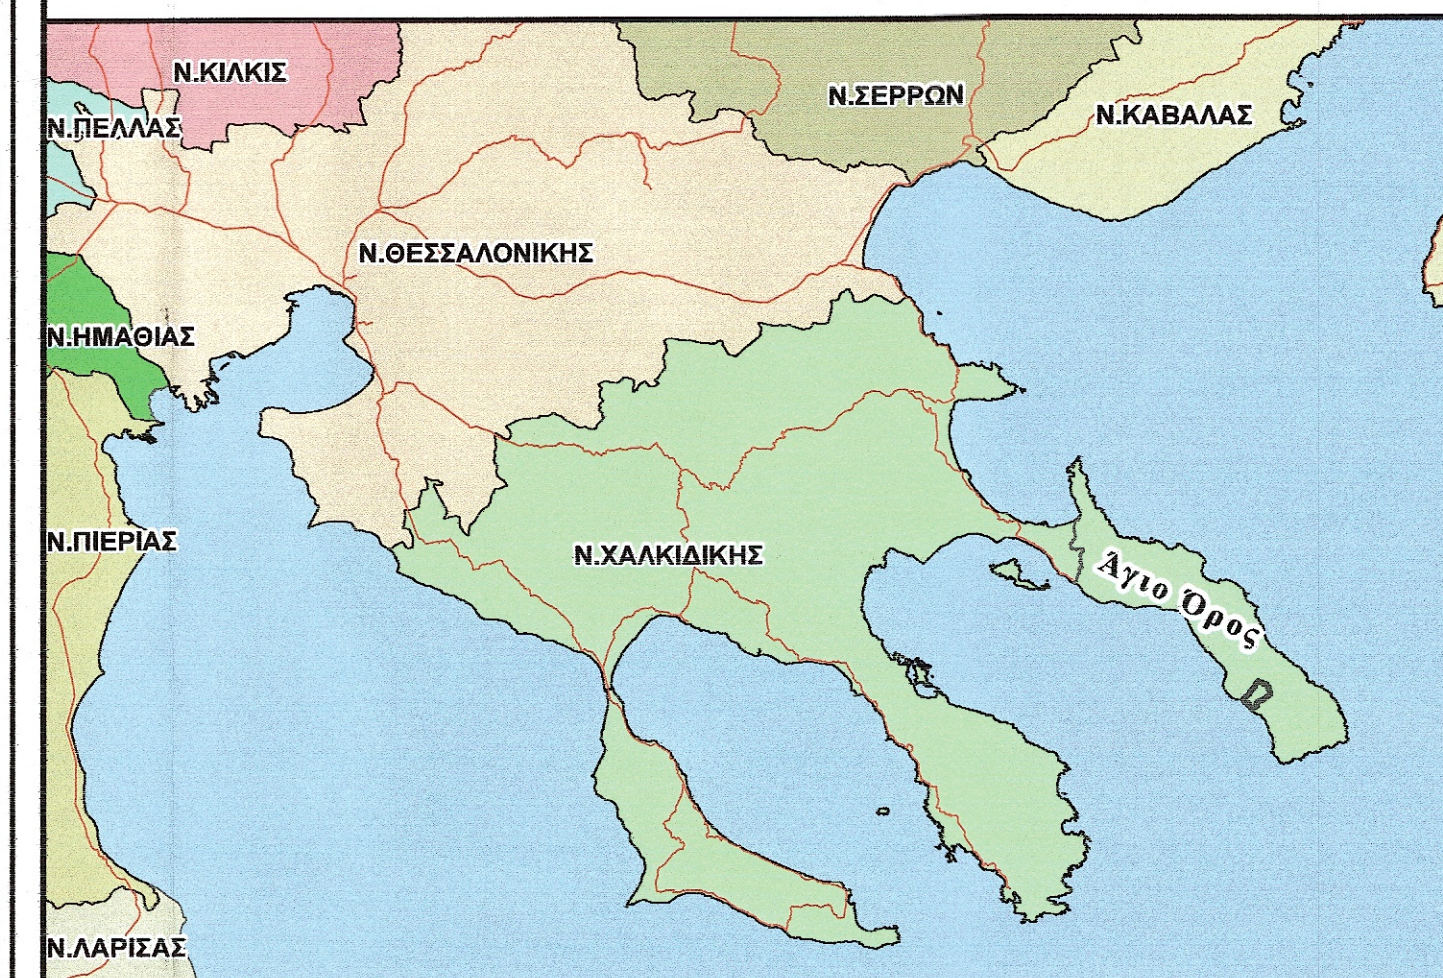 Ν.ΚΙΛΚΙΣ
Ν.ΣΕΡΡΩΝ
Ν.ΚΑΒΑΛΑΣ
Ν.ΠΕΛΛΑΣ
Ν.ΘΕΣΣΑΛΟΝΙΚΗΣ
Ν.ΗΜΑΘΙΑΣ
Ν.ΠΙΕΡΙΑΣ
Ν.ΧΑΛΚΙΔΙΚΗΣ
Άγιο Όρος
Ν.ΛΑΡΙΣΑΣ